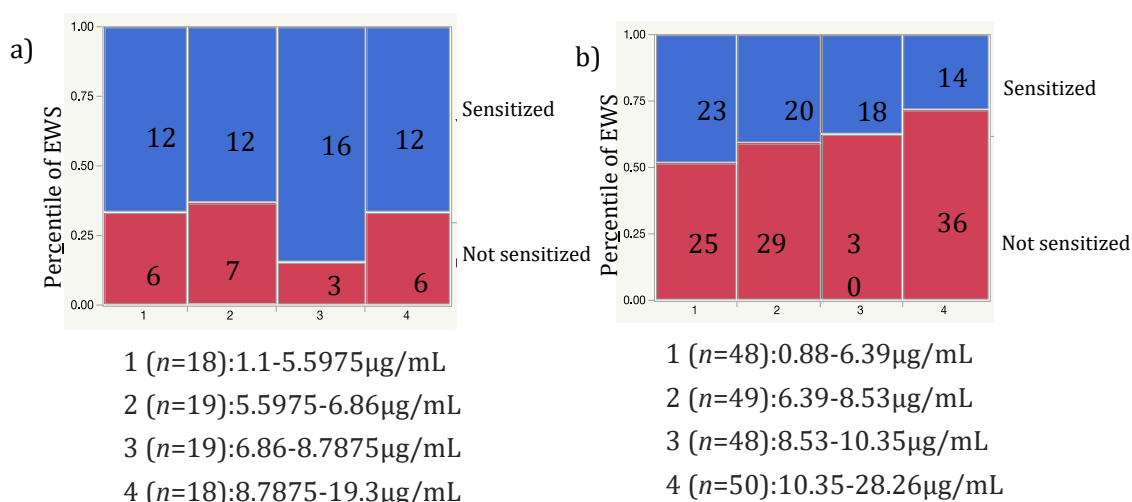 a)
Percentile of EWS
1.00
0.75
0.50
0.25
0.00
12
12
16
12
6
7
3
6
Sensitized
Not sensitized
1
2
3
4
1 (n=18):1.1-5.5975µg/mL
2 (n=19):5.5975-6.86µg/mL
3 (n=19):6.86-8.7875µg/mL
4 (n=18):8.7875-19.3µg/mL
b)
Percentile of EWS
1.00
0.75
0.50
0.25
0.00
23
20
18
14
25
29
3
0
36
Sensitized
Not sensitized
1
2
3
4
1 (n=48):0.88-6.39µg/mL
2 (n=49):6.39-8.53µg/mL
3 (n=48):8.53-10.35µg/mL
4 (n=50):10.35-28.26µg/mL